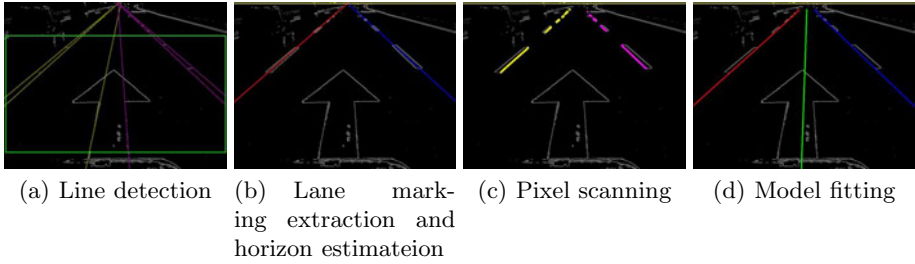 (a) Line detection
(b) Lane mark-
ing extraction and
horizon estimateion
(c) Pixel scanning
(d) Model fitting